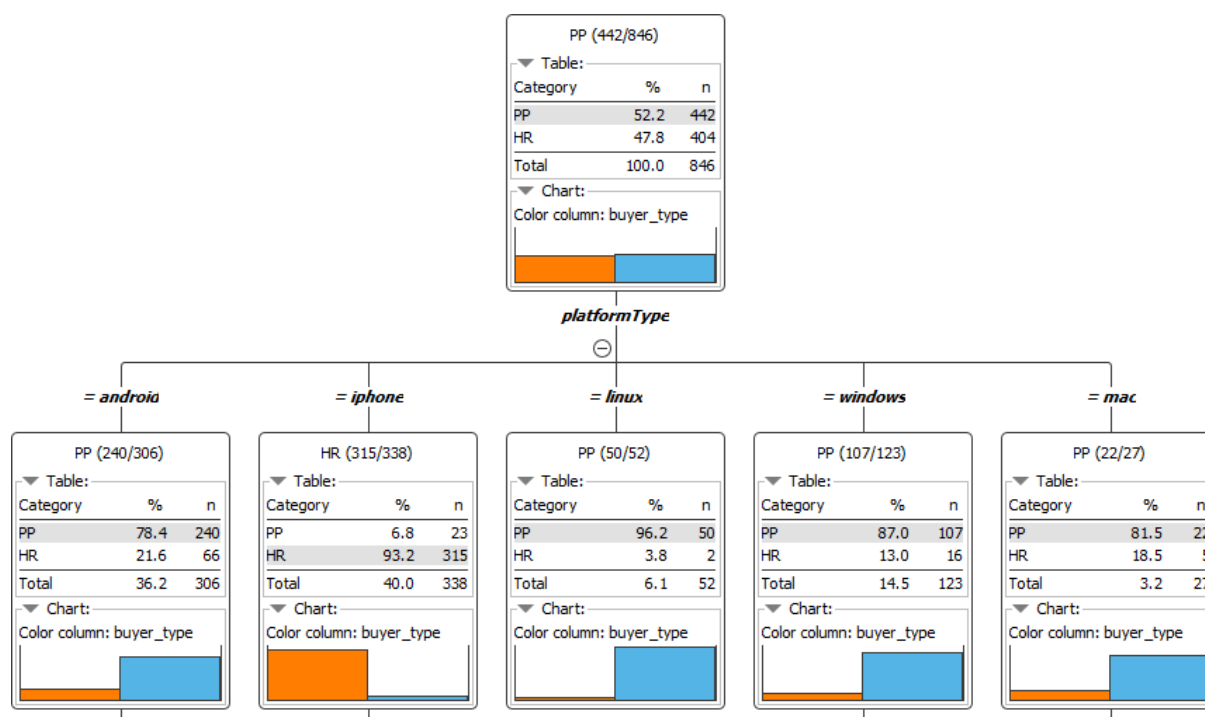 PP (442/846)
Table:
Category % n
PP 52.2 442
HR 47.8 404
Total 100.0 846
Chart:
Color column: buyer_type
platformType
= android
= iphone
= linux
= windows
= mac
PP (240/306)
Table:
Category % n
PP 78.4 240
HR 21.6 66
Total 36.2 306
Chart:
Color column: buyer_type
HR (315/338)
Table:
Category % n
PP 6.8 23
HR 93.2 315
Total 40.0 338
Chart:
Color column: buyer_type
PP (50/52)
Table:
Category % n
PP 96.2 50
HR 3.8 2
Total 6.1 52
Chart:
Color column: buyer_type
PP (107/123)
Table:
Category % n
PP 87.0 107
HR 13.0 16
Total 14.5 123
Chart:
Color column: buyer_type
PP (22/27)
Table:
Category % n
PP 81.5 22
HR 18.5 5
Total 3.2 27
Chart:
Color column: buyer_type